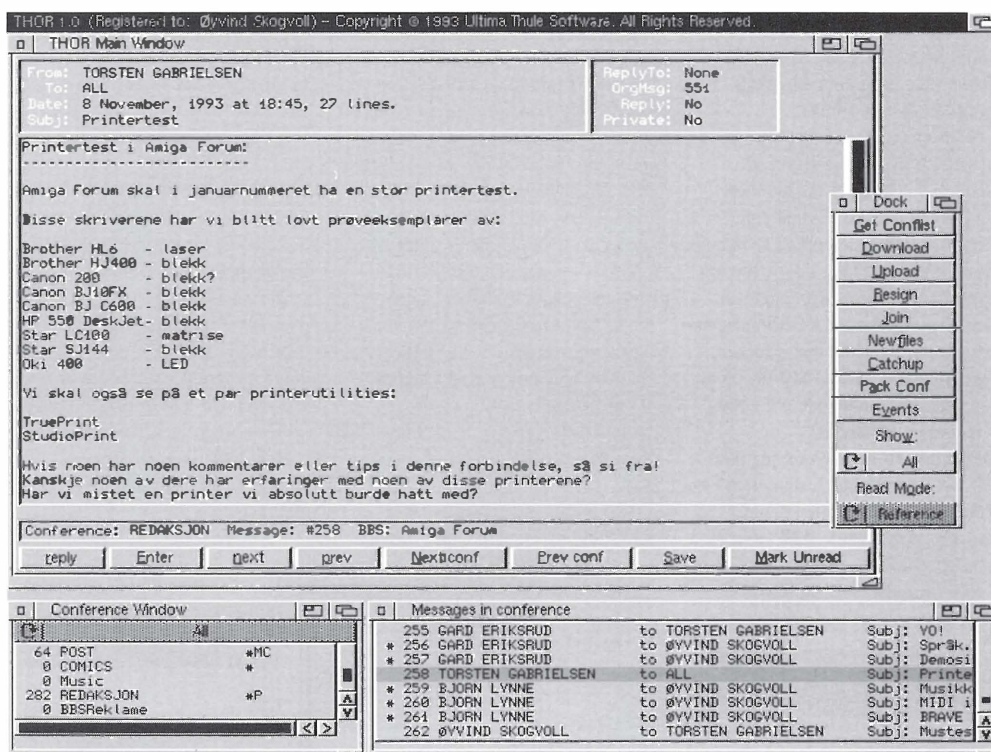 THOR 1.0 (Registered to: Øyvind Skogvoll) – Copyright © 1993 Ultima Thule Software. All Rights Reserved.
THOR Main Window
From: TORSTEN GABRIELSEN
To: ALL
Date: 8 November, 1993 at 18:45, 27 lines.
Subj: Printertest
ReplyTo: None
OrgMsg: 551
Reply: No
Private: No
Printertest i Amiga Forum:
--------------------------
Amiga Forum skal i januarnummeret ha en stor printertest.
Disse skriverene har vi blitt lovt prøveeksemplarer av:
Brother HL6 - laser
Brother HJ400 - blekk
Canon 200 - blekk?
Canon BJ10FX - blekk
Canon BJ C600 - blekk
HP 550 DeskJet- blekk
Star LC100 - matrise
Star SJ144 - blekk
Oki 400 - LED
Vi skal også se på et par printerutilities:
TruePrint
StudioPrint
Hvis noen har noen kommentarer eller tips i denne forbindelse, så si fra!
Kanskje noen av dere har erfaringer med noen av disse printerene?
Har vi mistet en printer vi absolutt burde hatt med?
Conference: REDAKSJON Message: #258 BBS: Amiga Forum
reply Enter next prev Next conf Prev conf Save Mark Unread
Dock
Get Conflist
Download
Upload
Resign
Join
Newfiles
Catchup
Pack Conf
Events
Show:
All
Read Mode:
Reference
Conference Window
All
64 POST *MC
0 COMICS *
0 Music
282 REDAKSJON *P
0 BBSReklame
Messages in conference
255 GARD ERIKSRUD to TORSTEN GABRIELSEN Subj: YO!
* 256 GARD ERIKSRUD to ØYVIND SKOGVOLL Subj: Språk.
* 257 GARD ERIKSRUD to ØYVIND SKOGVOLL Subj: Demosi
258 TORSTEN GABRIELSEN to ALL Subj: Printe
* 259 BJORN LYNNE to ØYVIND SKOGVOLL Subj: Musikk
* 260 BJORN LYNNE to ØYVIND SKOGVOLL Subj: MIDI i
* 261 BJORN LYNNE to ØYVIND SKOGVOLL Subj: BRAVE
262 ØYVIND SKOGVOLL to TORSTEN GABRIELSEN Subj: Mustes